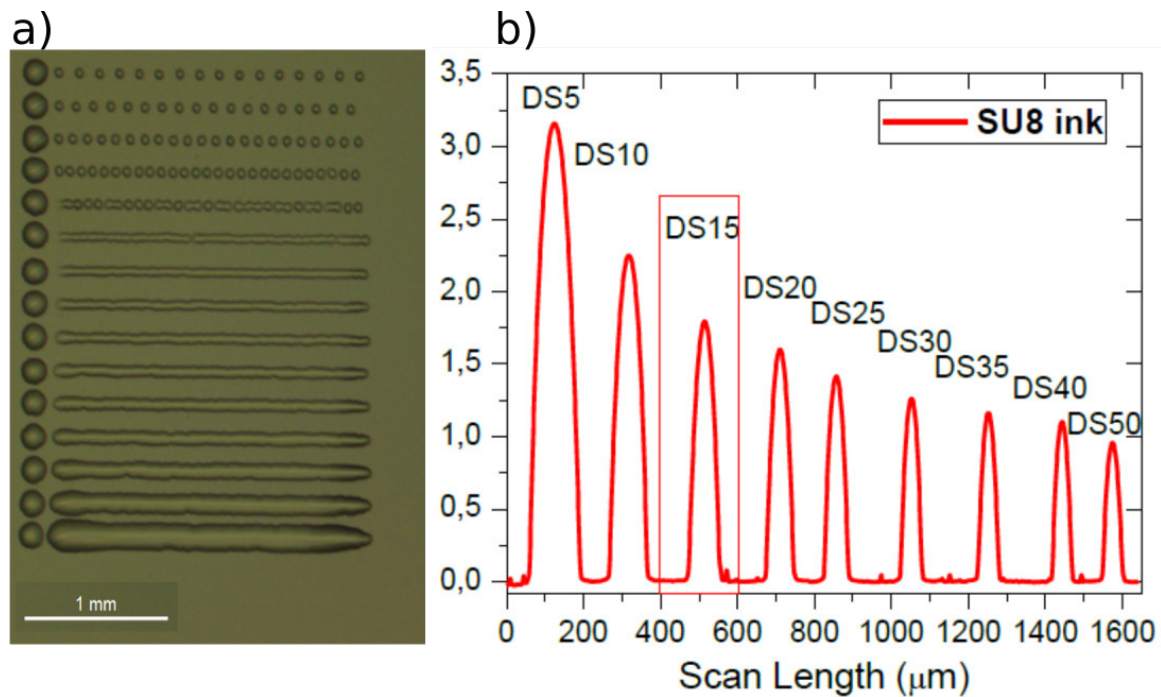 a)
1 mm
b)
3,5
3,0
2,5
2,0
1,5
1,0
0,5
0,0
DS5
DS10
DS15
DS20
DS25
DS30
DS35
DS40
DS50
SU8 ink
0 200 400 600 800 1000 1200 1400 1600
Scan Length (μm)